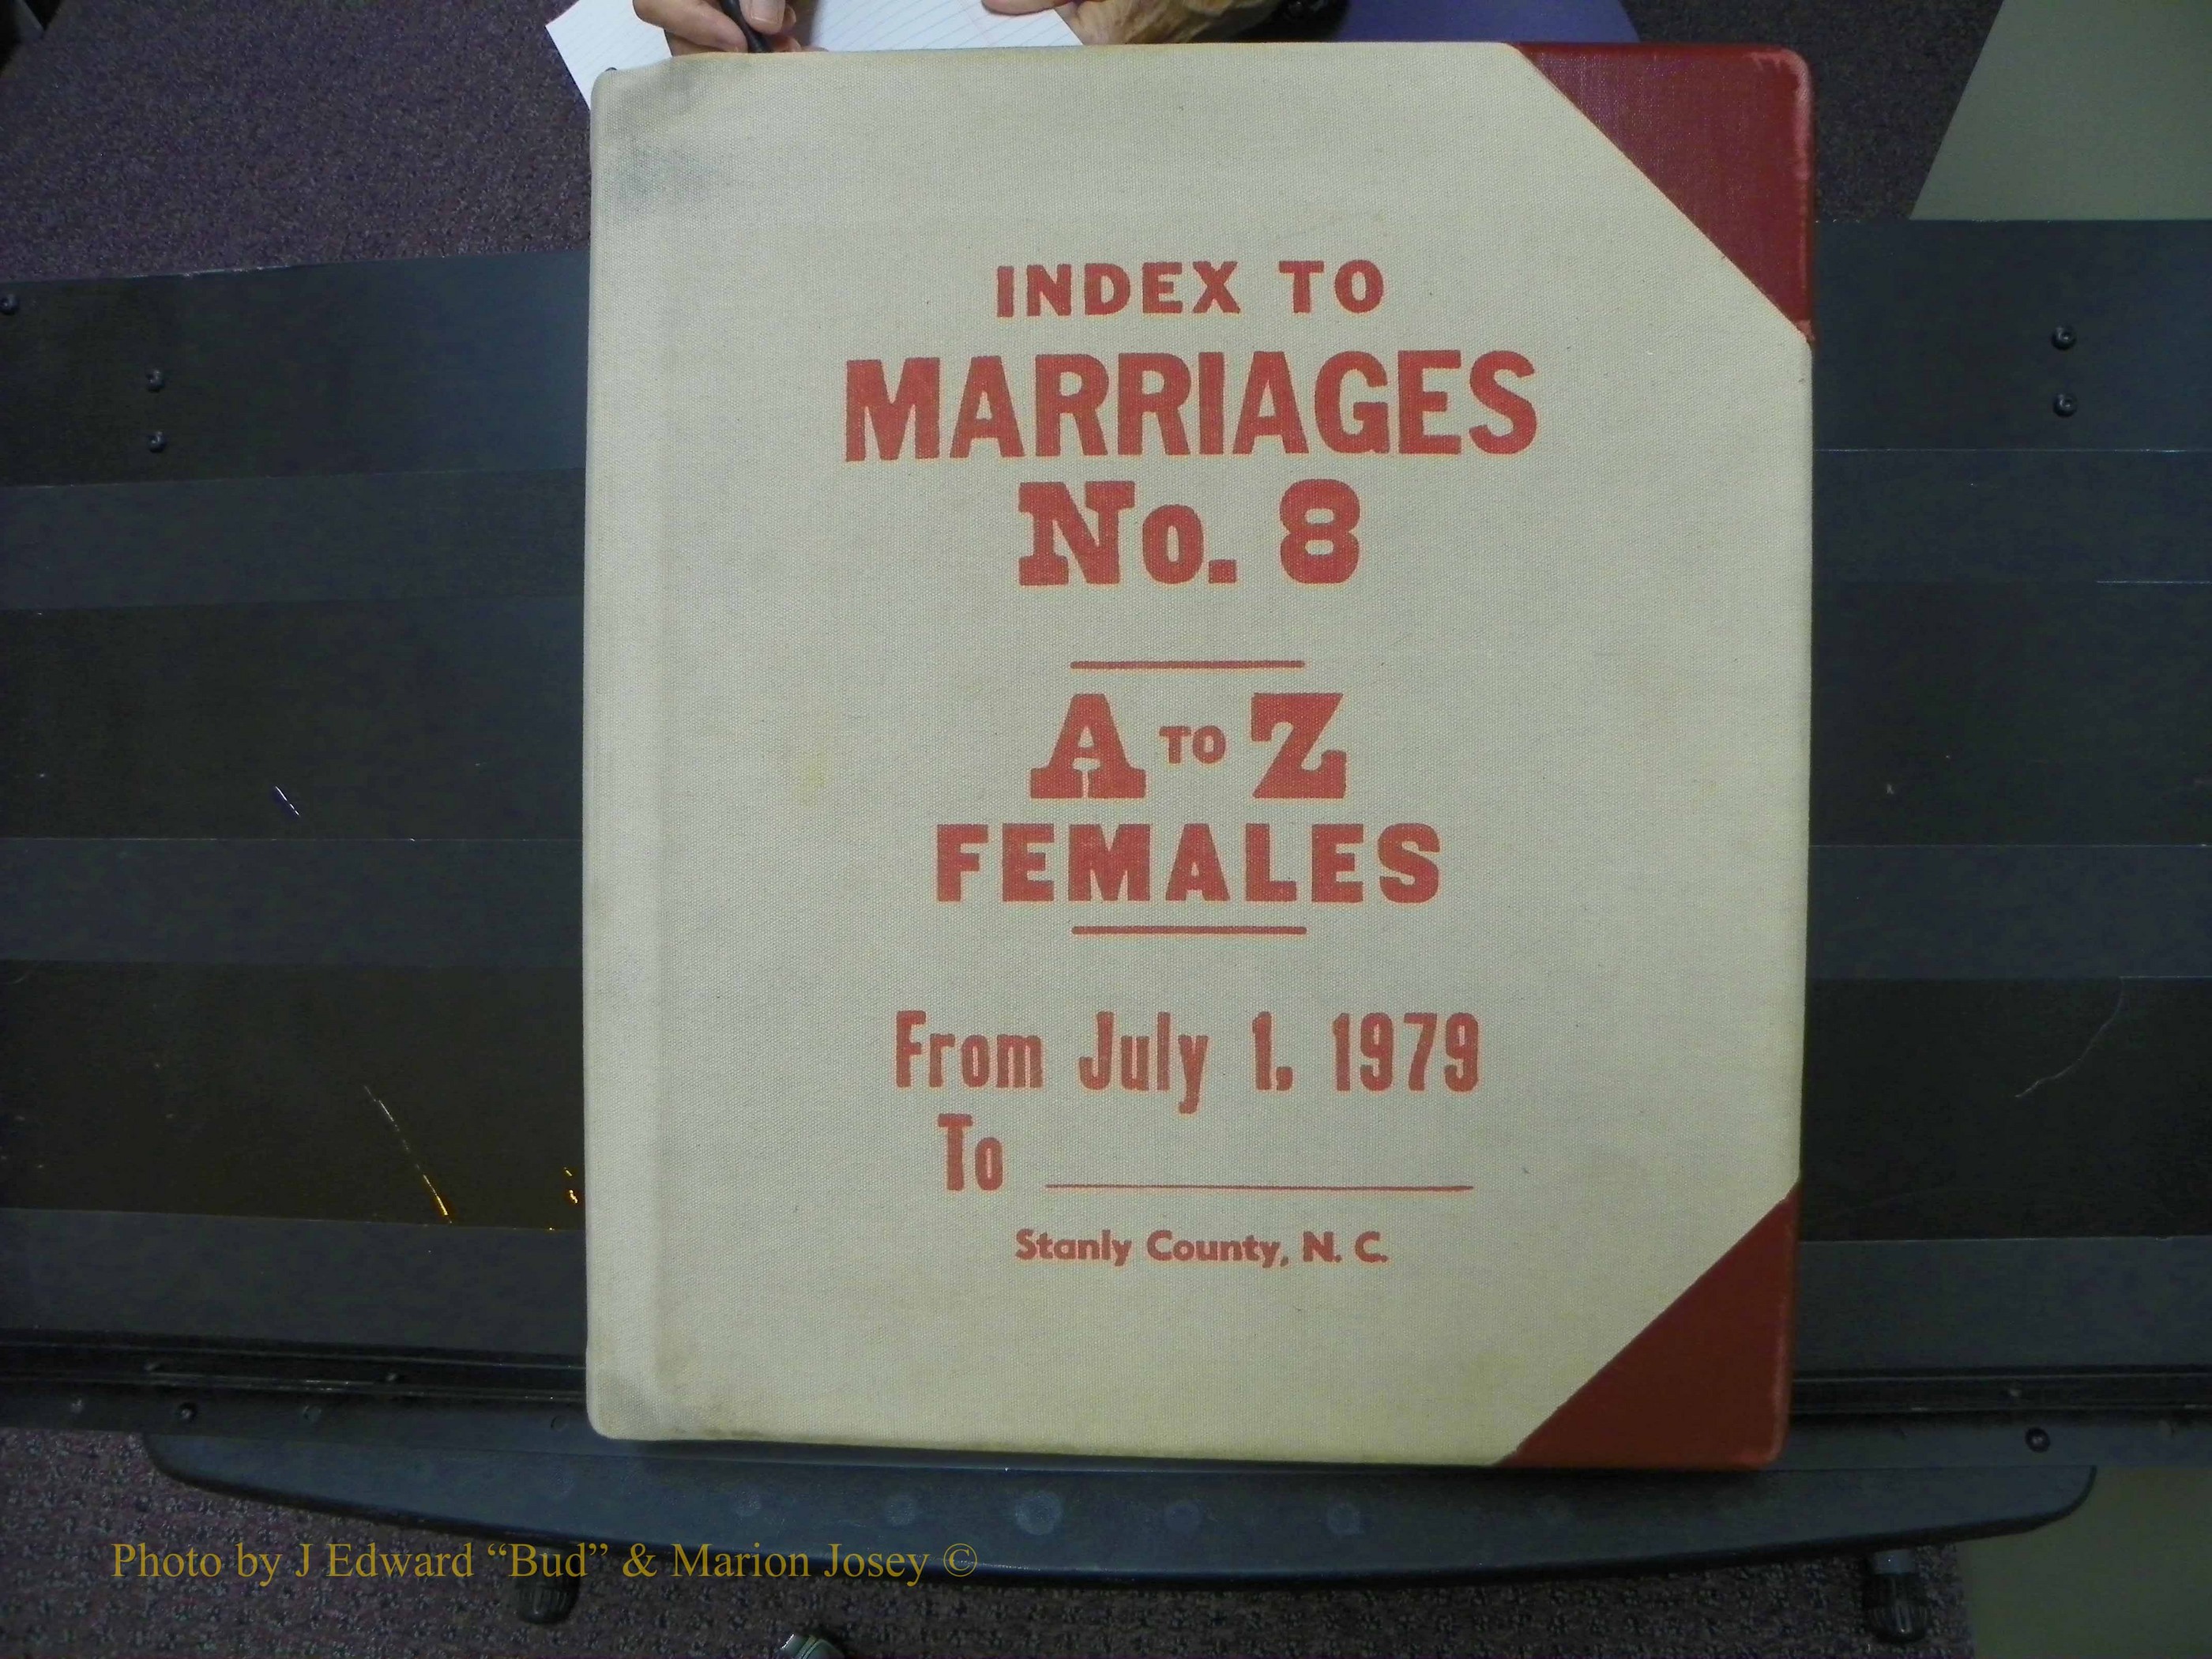 INDEX TO
MARRIAGES
No. 8
A TO Z
FEMALES
From July 1, 1979
To
Stanly County, N. C.
Photo by J Edward “Bud” & Marion Josey ©